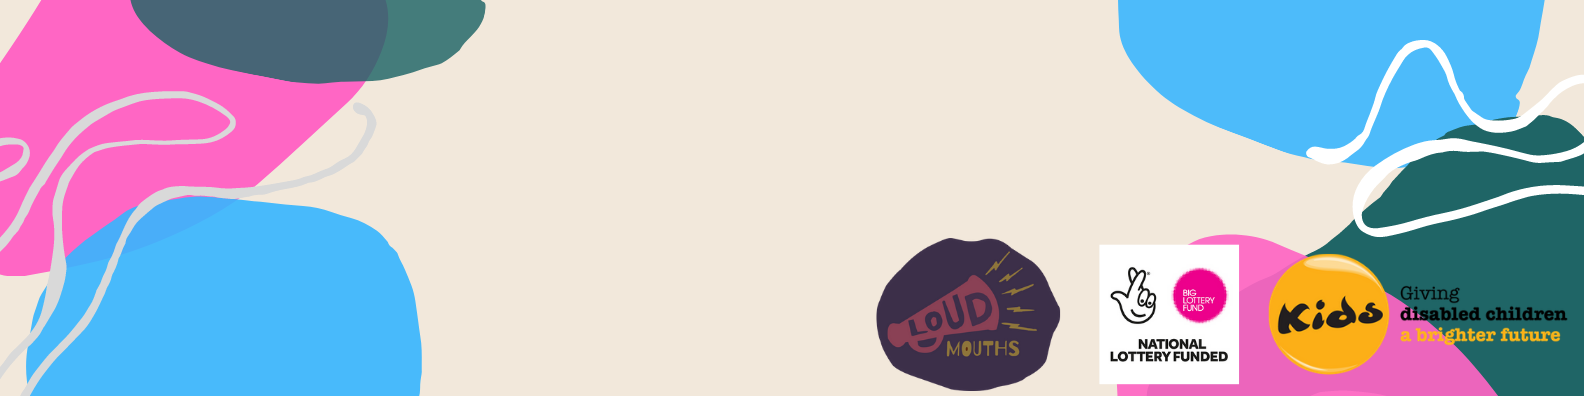 LOUD
MOUTHS
BIG
LOTTERY
FUND
NATIONAL
LOTTERY FUNDED
Kids
Giving
disabled children
a brighter future